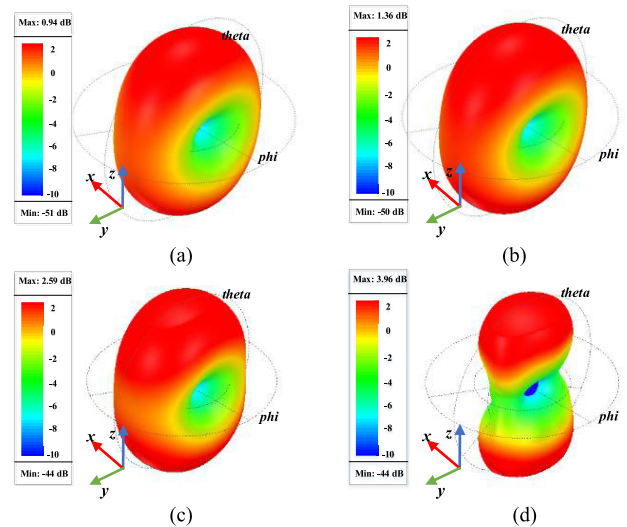 Max: 0.94 dB
2
0
-2
-4
-6
-8
-10
Min: -51 dB
theta
phi
x
z
y
(a)
Max: 1.36 dB
2
0
-2
-4
-6
-8
-10
Min: -50 dB
theta
phi
x
z
y
(b)
Max: 2.59 dB
2
0
-2
-4
-6
-8
-10
Min: -44 dB
theta
phi
x
z
y
(c)
Max: 3.96 dB
2
0
-2
-4
-6
-8
-10
Min: -44 dB
theta
phi
x
z
y
(d)